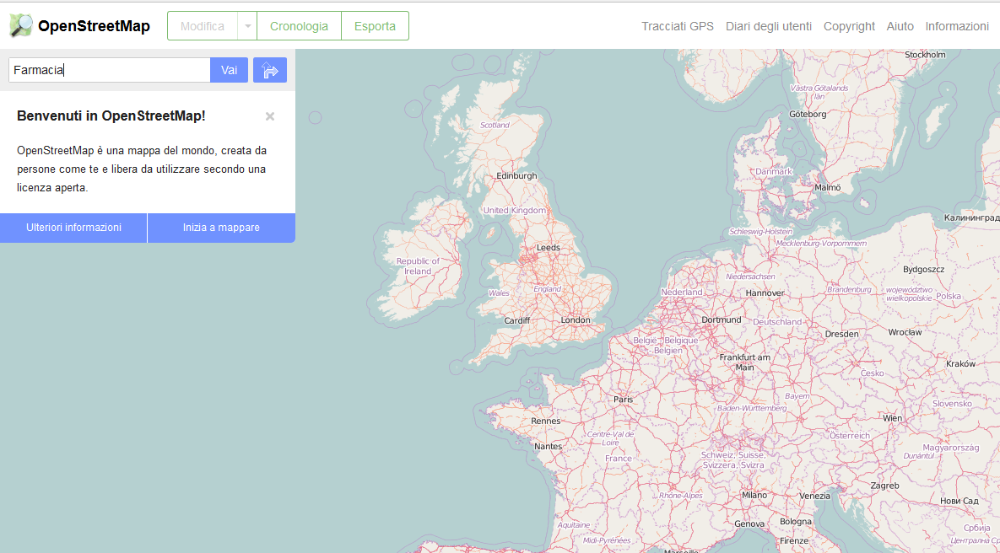 OpenStreetMap
Modifica
Cronologia
Esporta
Tracciati GPS
Diari degli utenti
Copyright
Aiuto
Informazioni
Farmacia
Vai
Benvenuti in OpenStreetMap!
×
OpenStreetMap è una mappa del mondo, creata da
persone come te e libera da utilizzare secondo una
licenza aperta.
Ulteriori informazioni
Inizia a mappare
Stockholm
Västra Götalands
län
Göteborg
Scotland
Danmark
Edinburgh
Malmö
United Kingdom
Калининград
Schleswig-Holstein
Mecklenburg-Vorpommern
Leeds
Republic of
Ireland
Bydgoszcz
Niedersachsen
England
Wales
Nederland
Hannover
Brandenburg
województwo
wielkopolskie
Polska
Cardiff
London
Dortmund
Deutschland
Dresden
Wrocław
België - Belgique
- Belgien
Frankfurt am
Main
Kraków
Česko
Paris
Bayern
Baden-Württemberg
Slovensko
Rennes
Wien
Centre-Val de
Loire
Österreich
Nantes
France
Schweiz, Suisse,
Svizzera, Svizra
Magyarország
Dunántúl
Zagreb
Rhône-Alpes
Milano
Venezia
Нови Сад
Aquitaine
Genova
Bologna
Србија
Midi-Pyrénées
Firenze
Централна Ср
Marseille